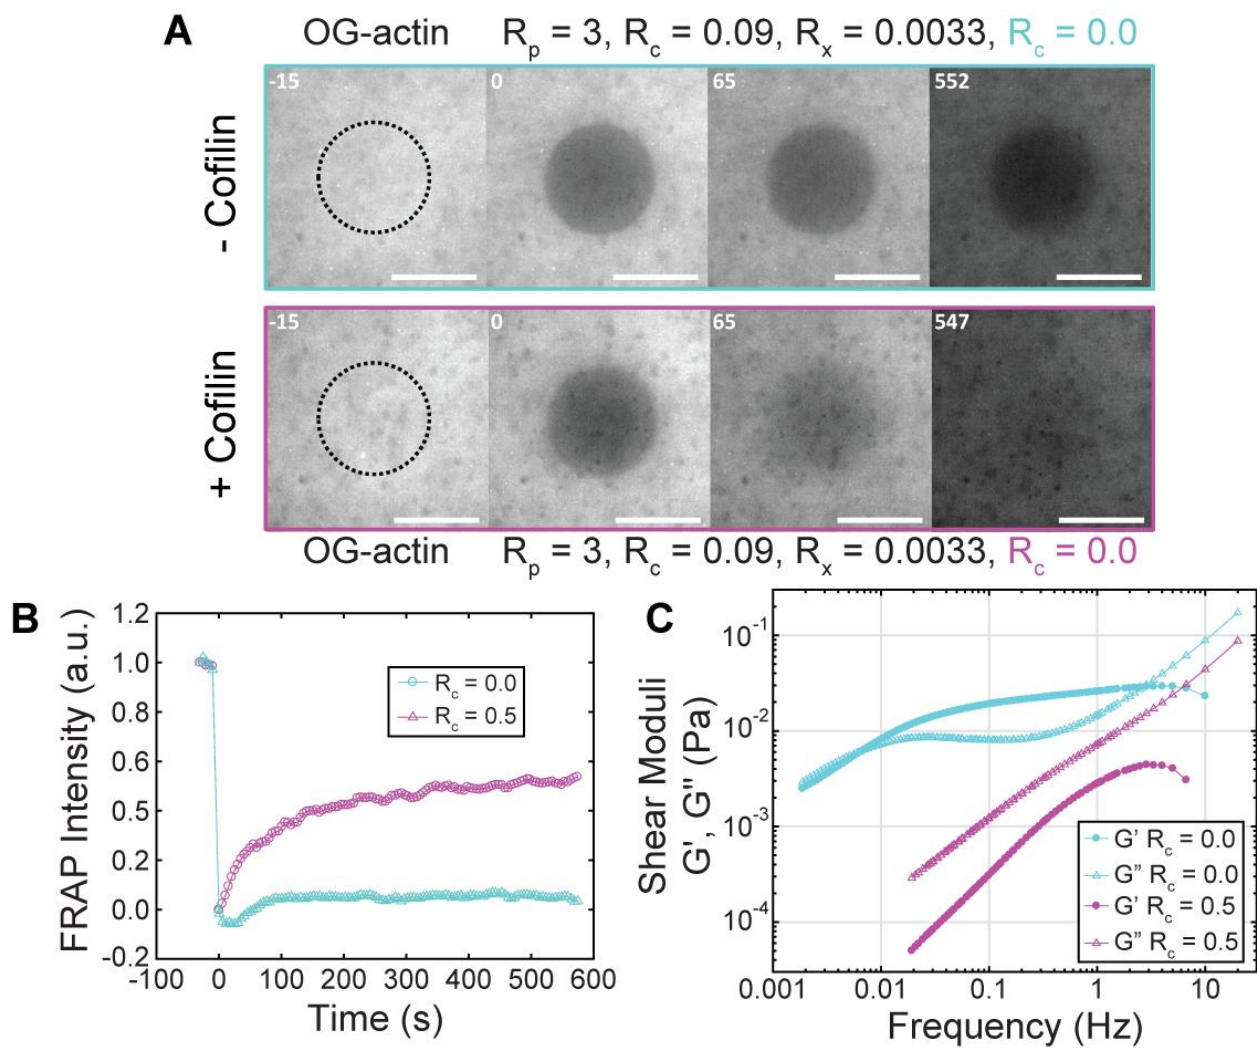 A
OG-actin R_p = 3, R_c = 0.09, R_x = 0.0033, R_c = 0.0
- Cofilin
-15 0 65 552
+ Cofilin
-15 0 65 547
OG-actin R_p = 3, R_c = 0.09, R_x = 0.0033, R_c = 0.0
B
FRAP Intensity (a.u.)
1.2
1.0
0.8
0.6
0.5
0.2
0.0
-0.2
R_c = 0.0
R_c = 0.5
-100 0 100 200 300 400 500 600
Time (s)
C
Shear Moduli
G', G" (Pa)
10^-1
10^-2
10^-3
10^-4
G' R_c = 0.0
G" R_c = 0.0
G' R_c = 0.5
G" R_c = 0.5
0.001 0.01 0.1 1 10
Frequency (Hz)